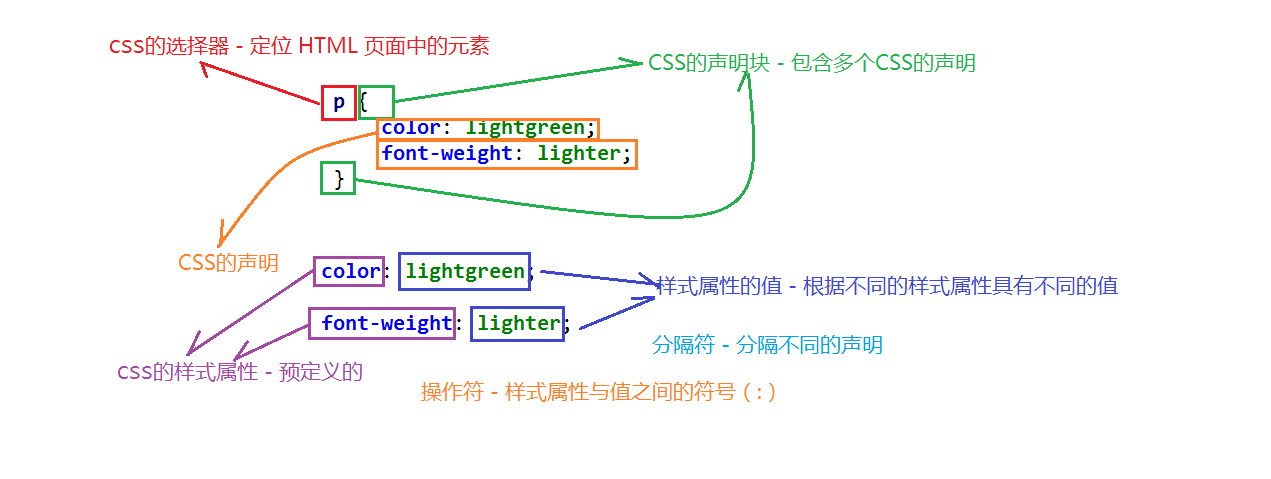 css的选择器 - 定位 HTML 页面中的元素
CSS的声明块 - 包含多个CSS的声明
p {
color: lightgreen;
font-weight: lighter;
}
CSS的声明
color: lightgreen;
样式属性的值 - 根据不同的样式属性具有不同的值
font-weight: lighter;
分隔符 - 分隔不同的声明
css的样式属性 - 预定义的
操作符 - 样式属性与值之间的符号 ( : )